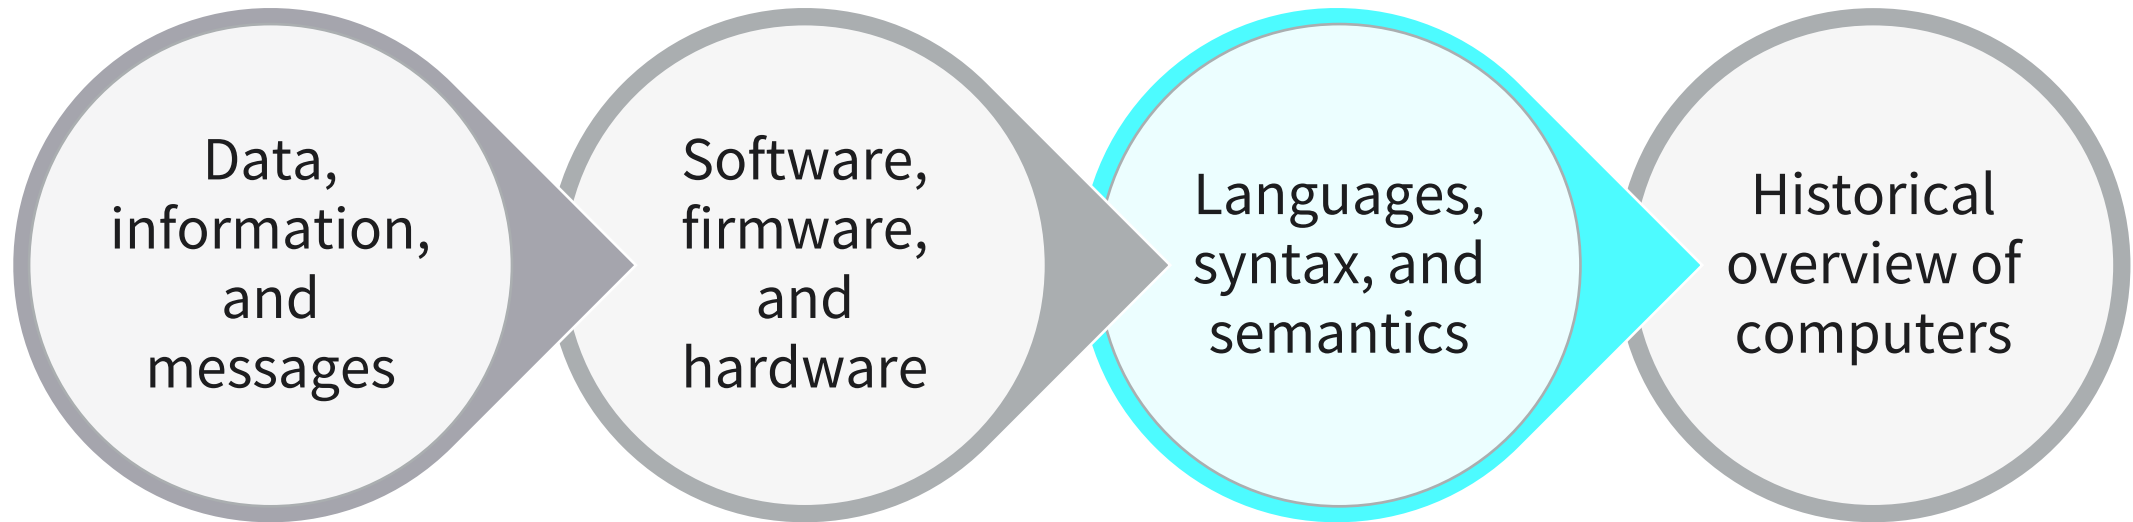 Data,
information,
and
messages
Software,
firmware,
and
hardware
Languages,
syntax, and
semantics
Historical
overview of
computers